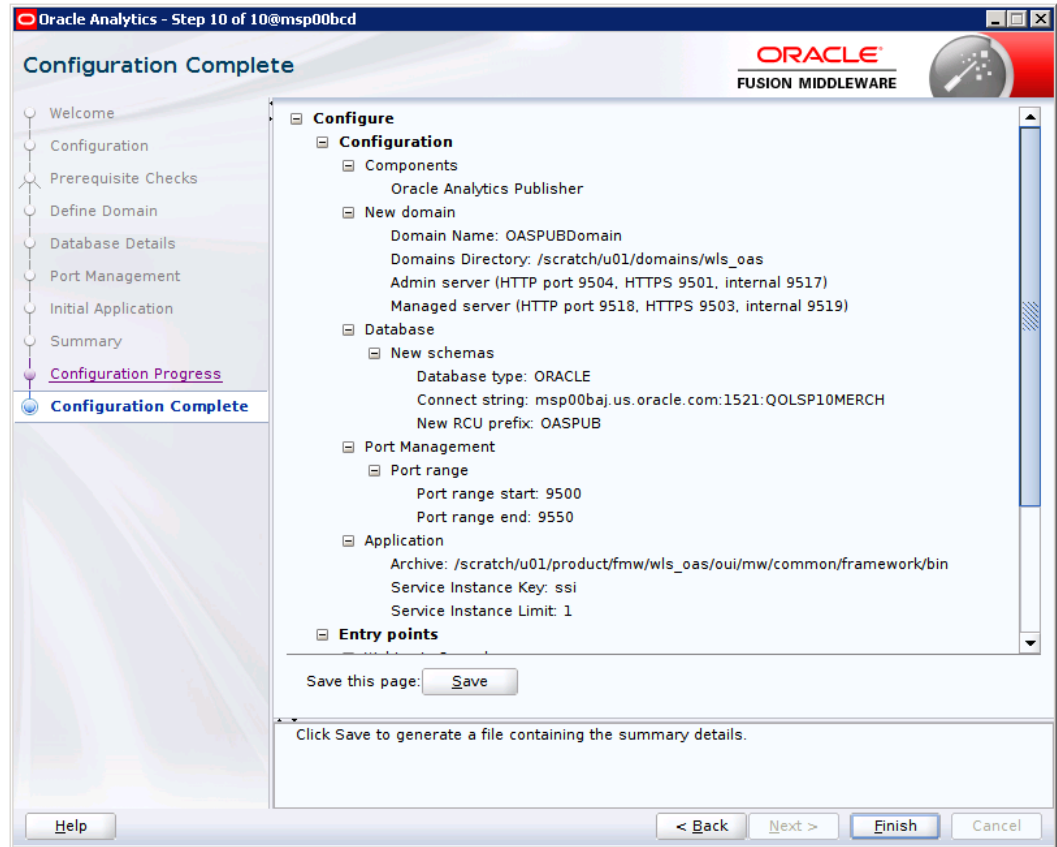 Oracle Analytics - Step 10 of 10@msp00bcd
Configuration Complete
ORACLE
FUSION MIDDLEWARE
Welcome
Configuration
Prerequisite Checks
Define Domain
Database Details
Port Management
Initial Application
Summary
Configuration Progress
Configuration Complete
Configure
Configuration
Components
Oracle Analytics Publisher
New domain
Domain Name: OASPUBDomain
Domains Directory: /scratch/u01/domains/wls_oas
Admin server (HTTP port 9504, HTTPS 9501, internal 9517)
Managed server (HTTP port 9518, HTTPS 9503, internal 9519)
Database
New schemas
Database type: ORACLE
Connect string: msp00baj.us.oracle.com:1521:QOLSP10MERCH
New RCU prefix: OASPUB
Port Management
Port range
Port range start: 9500
Port range end: 9550
Application
Archive: /scratch/u01/product/fmw/wls_oas/oui/mw/common/framework/bin
Service Instance Key: ssi
Service Instance Limit: 1
Entry points
Save this page: Save
Click Save to generate a file containing the summary details.
Help
< Back
Next >
Finish
Cancel